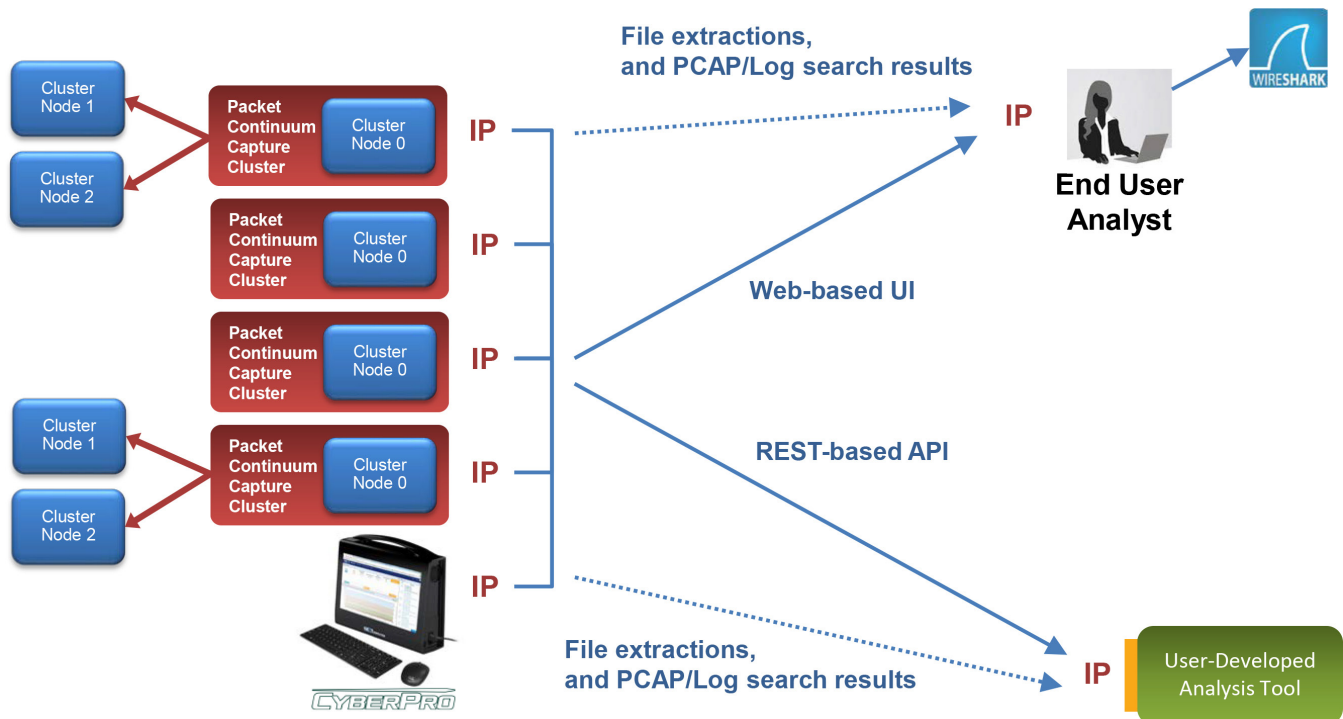 File extractions,
and PCAP/Log search results
WIRESHARK
Cluster
Node 1
Cluster
Node 2
Packet
Continuum
Capture
Cluster
Cluster
Node 0
IP
IP
End User
Analyst
Packet
Continuum
Capture
Cluster
Cluster
Node 0
IP
Web-based UI
Packet
Continuum
Capture
Cluster
Cluster
Node 0
IP
Cluster
Node 1
Cluster
Node 2
Packet
Continuum
Capture
Cluster
Cluster
Node 0
IP
REST-based API
IP
CYBERPRO
File extractions,
and PCAP/Log search results
IP
User-Developed
Analysis Tool